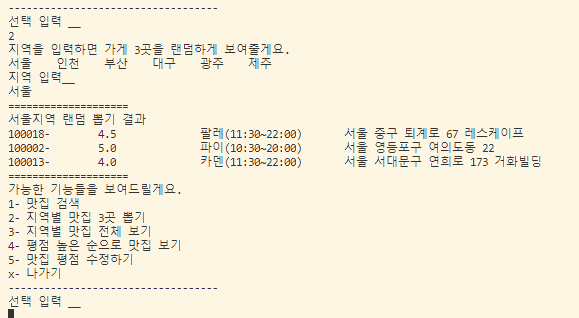 ---------------------------------
선택 입력 __
2
지역을 입력하면 가게 3곳을 랜덤하게 보여줄게요.
서울 인천 부산 대구 광주 제주
지역 입력__
서울
===================
서울지역 랜덤 뽑기 결과
100018- 4.5 팔레(11:30~22:00) 서울 중구 퇴계로 67 레스케이프
100002- 5.0 파이(10:30~20:00) 서울 영등포구 여의도동 22
100013- 4.0 카덴(11:30~22:00) 서울 서대문구 연희로 173 거화빌딩
===================
가능한 기능들을 보여드릴게요.
1- 맛집 검색
2- 지역별 맛집 3곳 뽑기
3- 지역별 맛집 전체 보기
4- 평점 높은 순으로 맛집 보기
5- 맛집 평점 수정하기
x- 나가기
---------------------------------
선택 입력 __